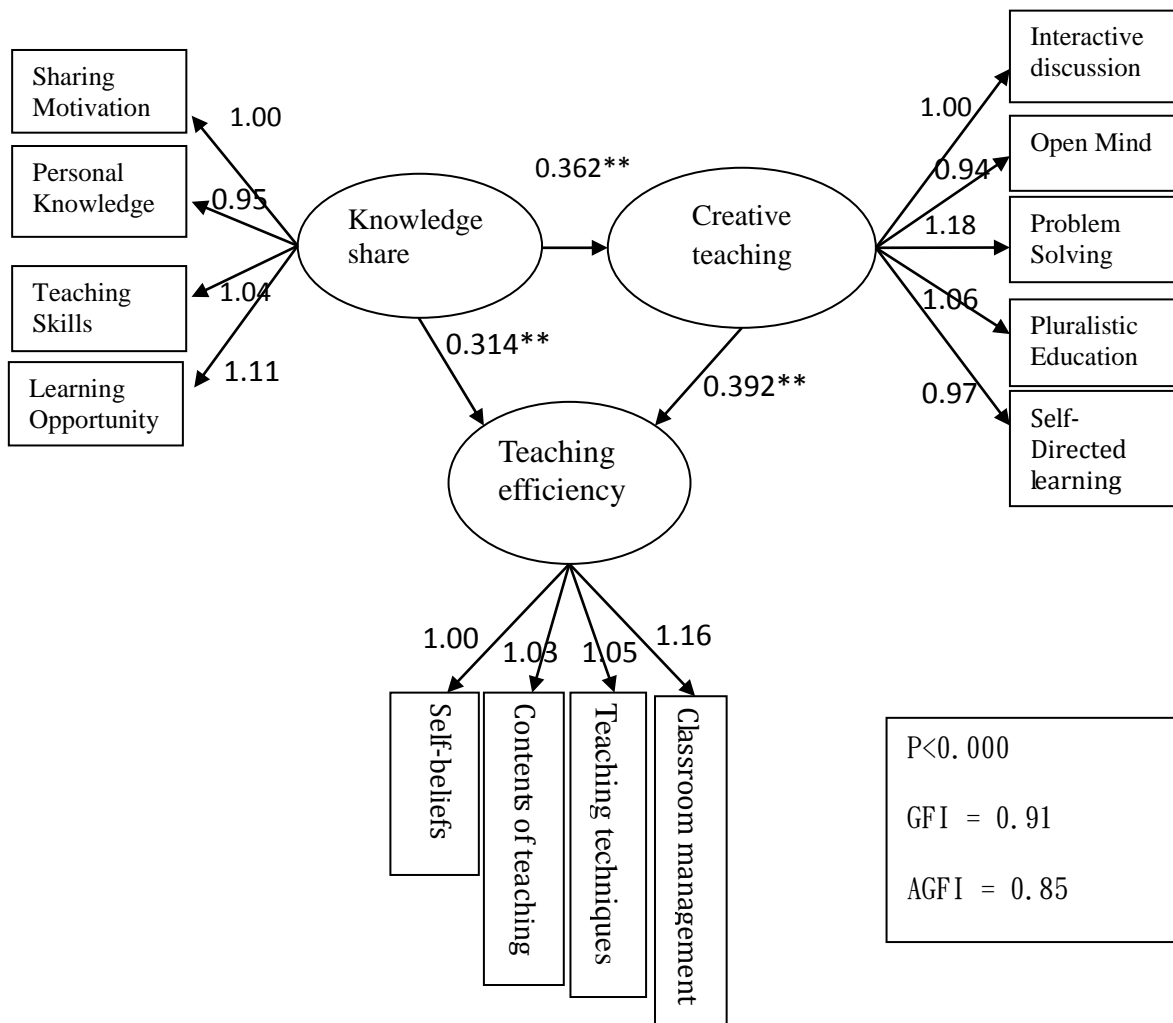 Sharing
Motivation
1.00
Personal
Knowledge
0.95
Teaching
Skills
1.04
Learning
Opportunity
1.11
Knowledge
share
0.362**
Creative
teaching
0.314**
0.392**
Teaching
efficiency
1.00
Interactive
discussion
0.94
Open Mind
1.18
Problem
Solving
1.06
Pluralistic
Education
0.97
Self-
Directed
learning
1.00
1.03
1.05
1.16
Self-beliefs
Contents of teaching
Teaching techniques
Classroom management
P<0.000
GFI = 0.91
AGFI = 0.85